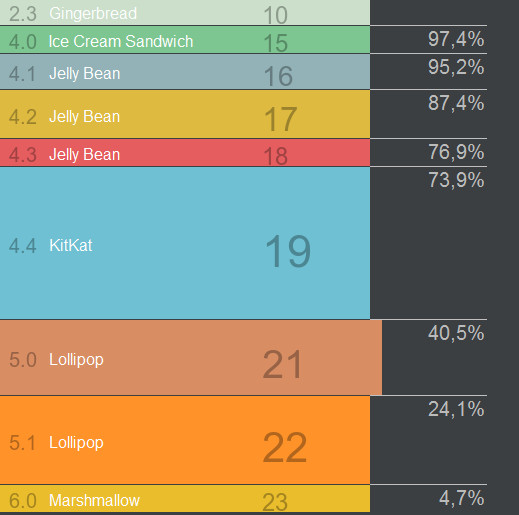 2.3 Gingerbread 10
4.0 Ice Cream Sandwich 15 97,4%
4.1 Jelly Bean 16 95,2%
4.2 Jelly Bean 17 87,4%
4.3 Jelly Bean 18 76,9%
4.4 KitKat 19 73,9%
5.0 Lollipop 21 40,5%
5.1 Lollipop 22 24,1%
6.0 Marshmallow 23 4,7%